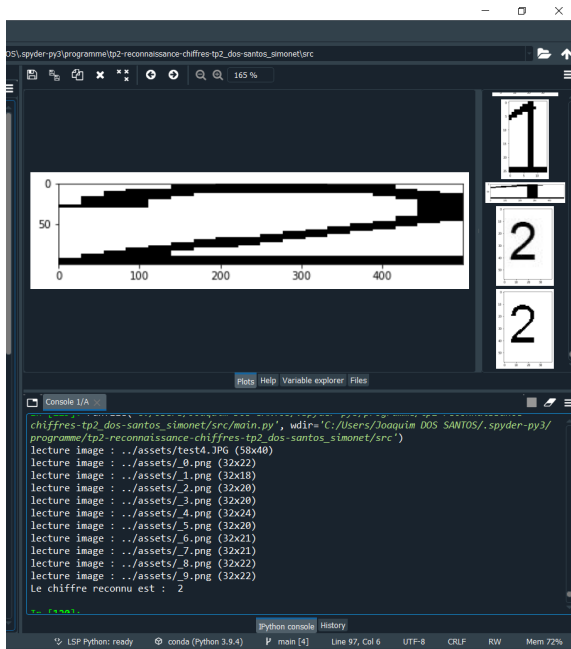 OS\.spyder-py3\programme\tp2-reconnaissance-chiffres-tp2_dos-santos_simonet\src
165 %
0
50
0 100 200 300 400
1
2
2
Plots Help Variable explorer Files
Console 1/A
chiffres-tp2_dos-santos_simonet/src/main.py', wdir='C:/Users/Joaquim DOS SANTOS/.spyder-py3/
programme/tp2-reconnaissance-chiffres-tp2_dos-santos_simonet/src')
lecture image : ../assets/test4.JPG (58x40)
lecture image : ../assets/_0.png (32x22)
lecture image : ../assets/_1.png (32x18)
lecture image : ../assets/_2.png (32x20)
lecture image : ../assets/_3.png (32x20)
lecture image : ../assets/_4.png (32x24)
lecture image : ../assets/_5.png (32x20)
lecture image : ../assets/_6.png (32x21)
lecture image : ../assets/_7.png (32x21)
lecture image : ../assets/_8.png (32x22)
lecture image : ../assets/_9.png (32x22)
Le chiffre reconnu est : 2
IPython console History
LSP Python: ready conda (Python 3.9.4) main [4] Line 97, Col 6 UTF-8 CRLF RW Mem 72%